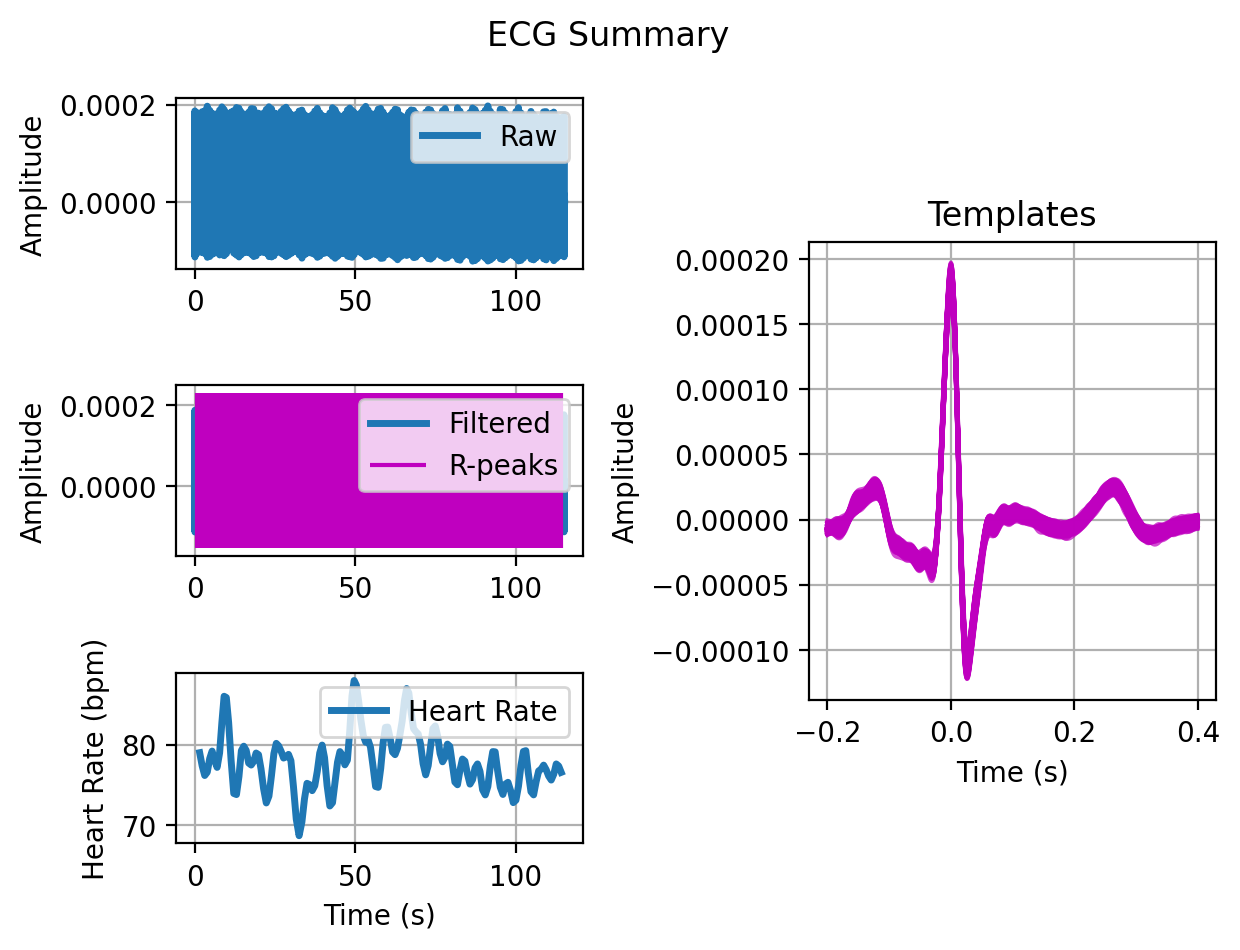 ECG Summary
0.0002
0.0000
Amplitude
Raw
0
50
100
0.0002
0.0000
Amplitude
Filtered
R-peaks
0
50
100
80
70
Heart Rate (bpm)
Heart Rate
0
50
100
Time (s)
Templates
0.00020
0.00015
0.00010
0.00005
0.00000
−0.00005
−0.00010
Amplitude
−0.2
0.0
0.2
0.4
Time (s)